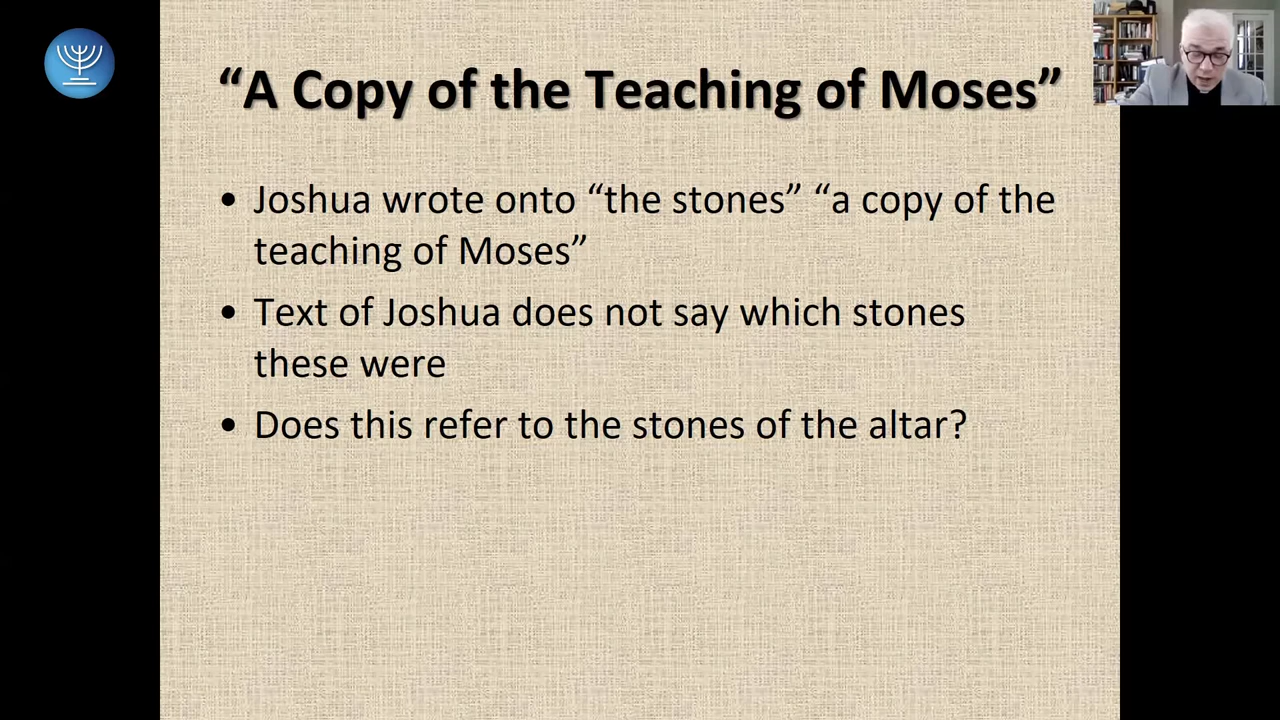 “A Copy of the Teaching of Moses”
• Joshua wrote onto “the stones” “a copy of the
teaching of Moses”
• Text of Joshua does not say which stones
these were
• Does this refer to the stones of the altar?